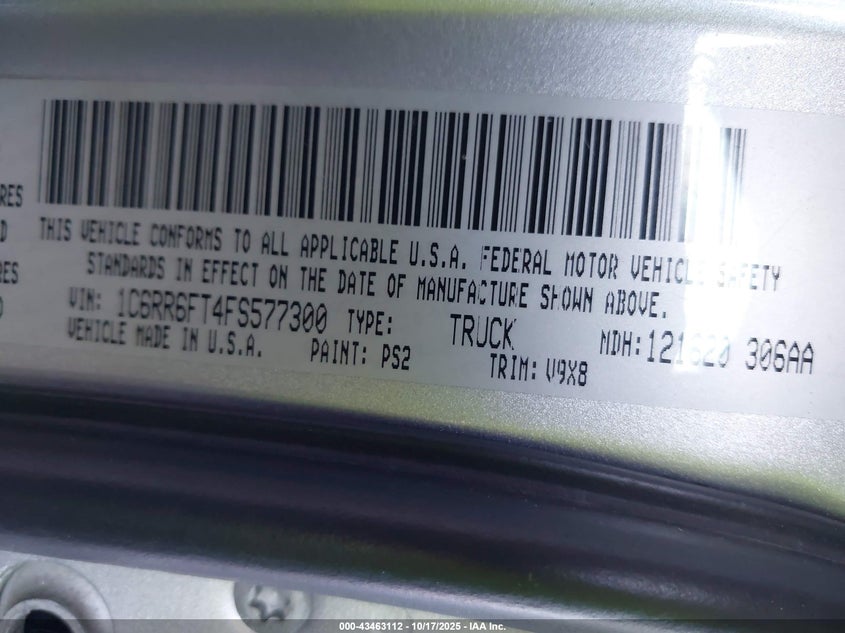 RES
D
RES
D
THIS VEHICLE CONFORMS TO ALL APPLICABLE U.S.A. FEDERAL MOTOR VEHICLE SAFETY
STANDARDS IN EFFECT ON THE DATE OF MANUFACTURE SHOWN ABOVE.
VIN: 1C6RR6FT4FS577300 TYPE: TRUCK MDH: 306AA
VEHICLE MADE IN U.S.A. PAINT: PS2 TRIM: V9X8
000-43463112 | 10/17/2025 - IAA Inc.